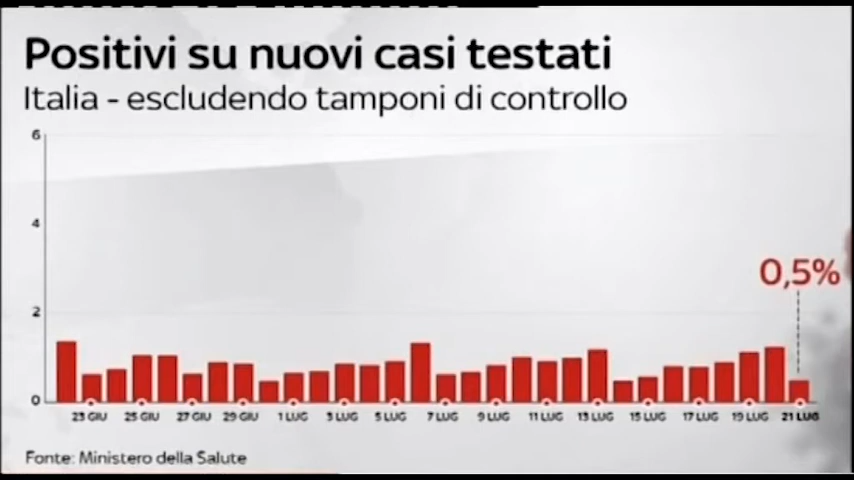 Positivi su nuovi casi testati
Italia - escludendo tamponi di controllo
6
4
2
0
0,5%
23 GIU 25 GIU 27 GIU 29 GIU 1 LUG 3 LUG 5 LUG 7 LUG 9 LUG 11 LUG 13 LUG 15 LUG 17 LUG 19 LUG 21 LUG
Fonte: Ministero della Salute